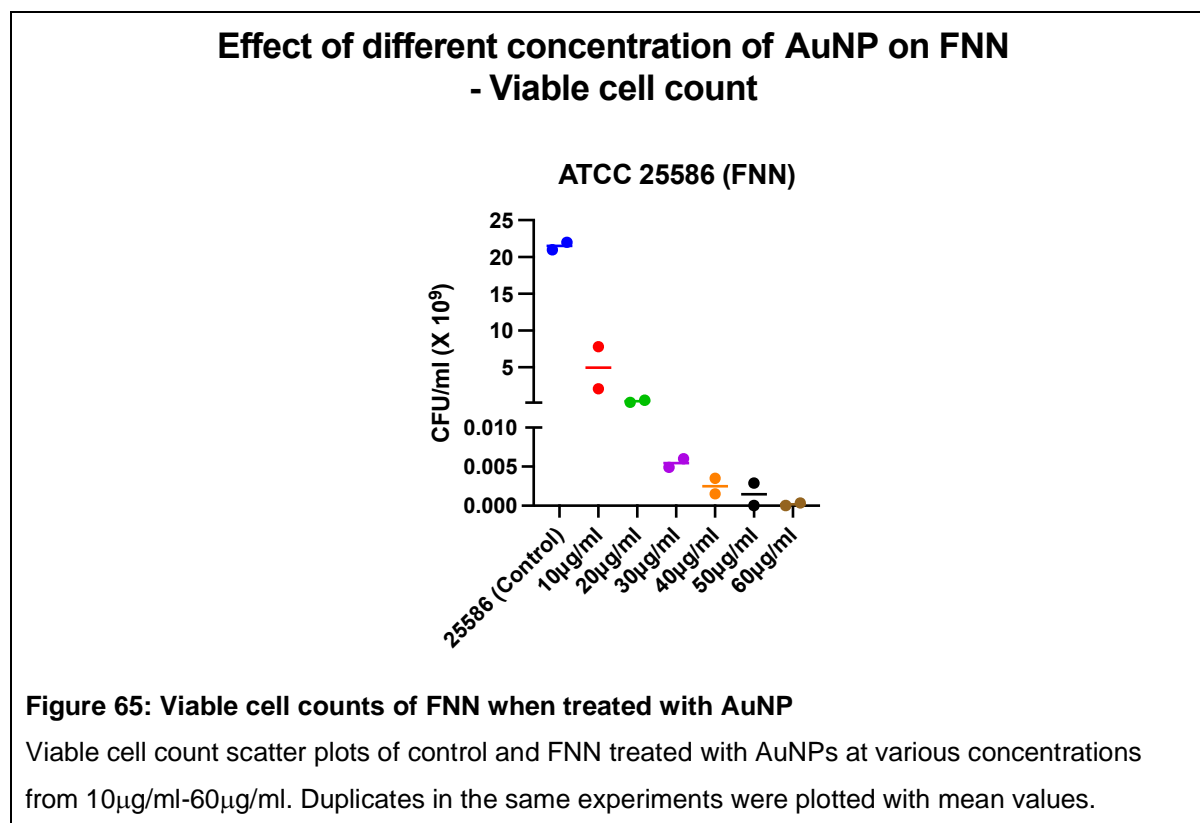 Effect of different concentration of AuNP on FNN
- Viable cell count
ATCC 25586 (FNN)
CFU/ml (X 10⁹)
25
20
15
10
5
0.010
0.005
0.000
25586 (Control)
10µg/ml
20µg/ml
30µg/ml
40µg/ml
50µg/ml
60µg/ml
Figure 65: Viable cell counts of FNN when treated with AuNP
Viable cell count scatter plots of control and FNN treated with AuNPs at various concentrations
from 10µg/ml-60µg/ml. Duplicates in the same experiments were plotted with mean values.